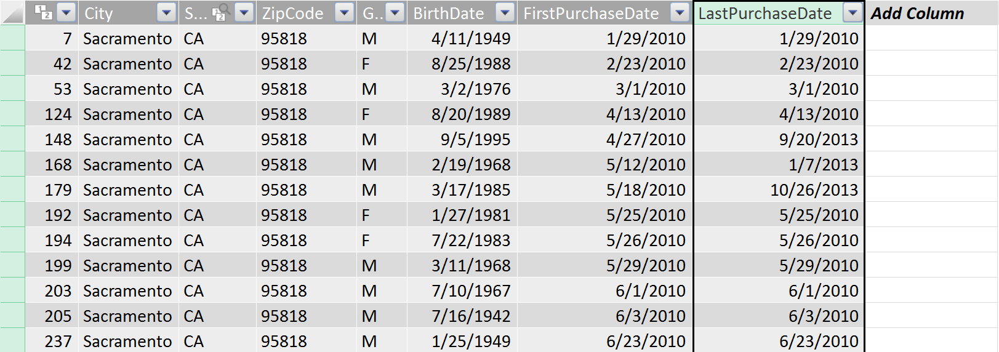 City S... ZipCode G... BirthDate FirstPurchaseDate LastPurchaseDate Add Column
7 Sacramento CA 95818 M 4/11/1949 1/29/2010 1/29/2010
42 Sacramento CA 95818 F 8/25/1988 2/23/2010 2/23/2010
53 Sacramento CA 95818 M 3/2/1976 3/1/2010 3/1/2010
124 Sacramento CA 95818 F 8/20/1989 4/13/2010 4/13/2010
148 Sacramento CA 95818 M 9/5/1995 4/27/2010 9/20/2013
168 Sacramento CA 95818 M 2/19/1968 5/12/2010 1/7/2013
179 Sacramento CA 95818 M 3/17/1985 5/18/2010 10/26/2013
192 Sacramento CA 95818 F 1/27/1981 5/25/2010 5/25/2010
194 Sacramento CA 95818 F 7/22/1983 5/26/2010 5/26/2010
199 Sacramento CA 95818 M 3/11/1968 5/29/2010 5/29/2010
203 Sacramento CA 95818 M 7/10/1967 6/1/2010 6/1/2010
205 Sacramento CA 95818 M 7/16/1942 6/3/2010 6/3/2010
237 Sacramento CA 95818 M 1/25/1949 6/23/2010 6/23/2010